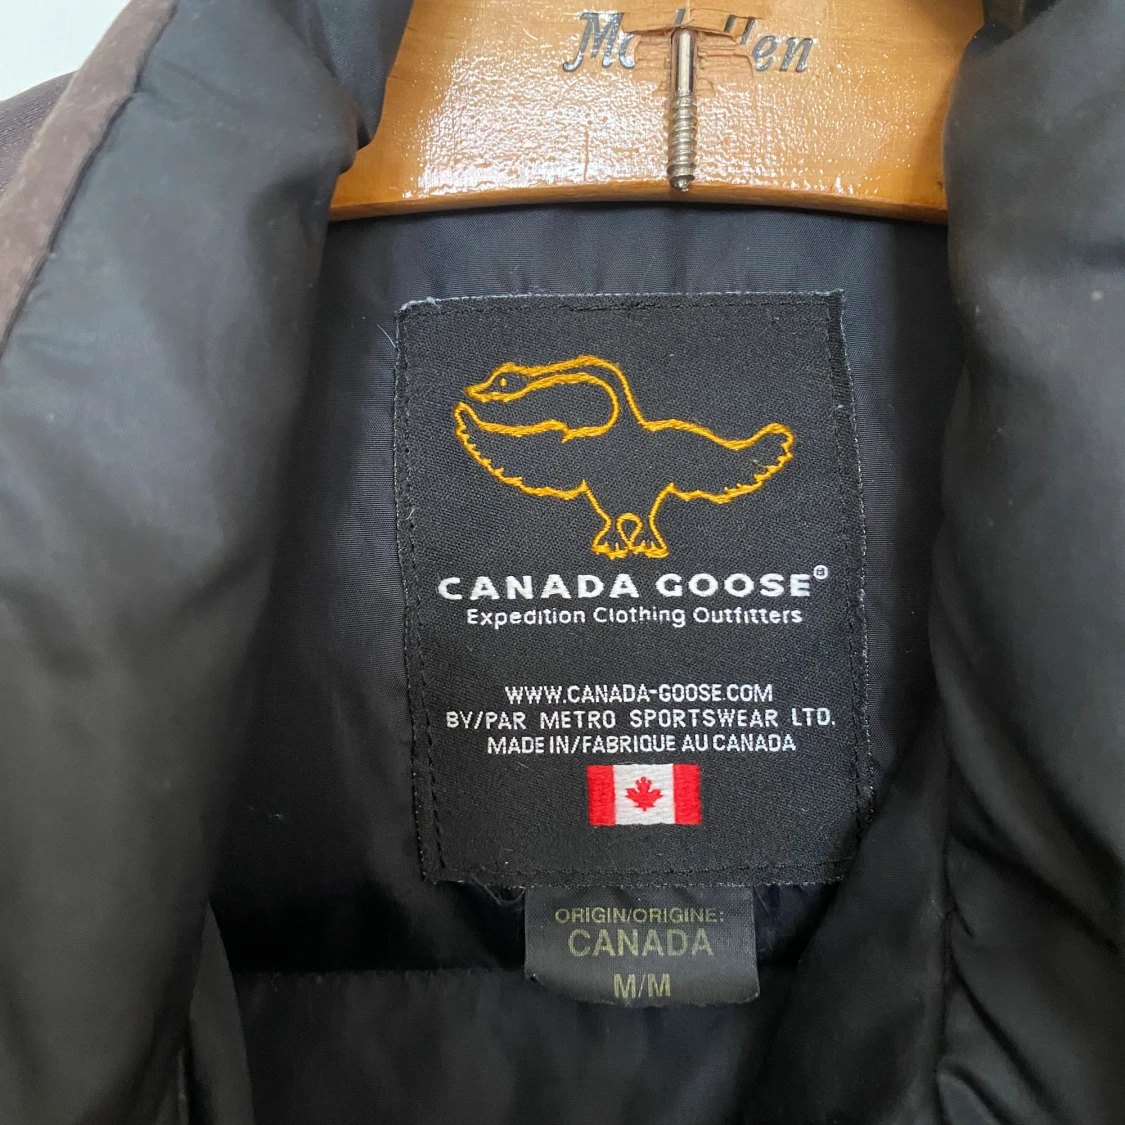 CANADA GOOSE®
Expedition Clothing Outfitters
WWW.CANADA-GOOSE.COM
BY/PAR METRO SPORTSWEAR LTD.
MADE IN/FABRIQUE AU CANADA
ORIGIN/ORIGINE:
CANADA
M/M